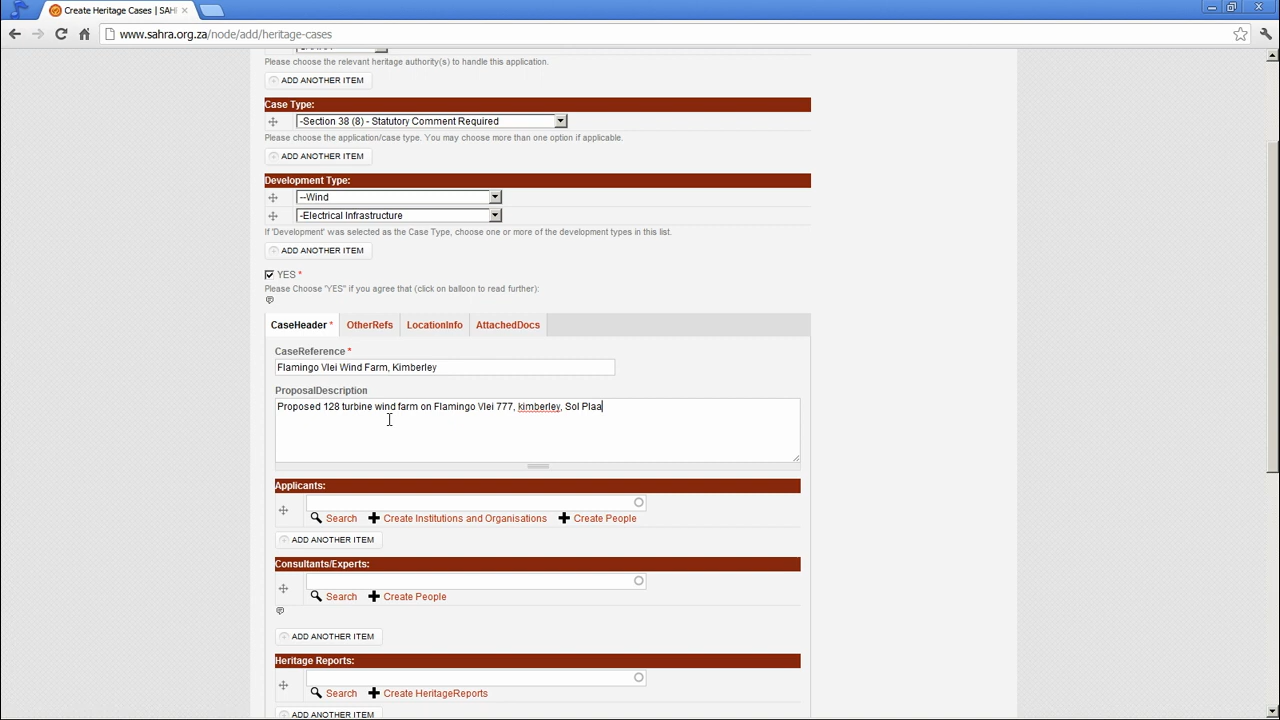 Create Heritage Cases | SAH
www.sahra.org.za/node/add/heritage-cases
Please choose the relevant heritage authority(s) to handle this application.
ADD ANOTHER ITEM
Case Type:
-Section 38 (8) - Statutory Comment Required
Please choose the application/case type. You may choose more than one option if applicable.
ADD ANOTHER ITEM
Development Type:
--Wind
-Electrical Infrastructure
If 'Development' was selected as the Case Type, choose one or more of the development types in this list.
ADD ANOTHER ITEM
YES *
Please Choose "YES" if you agree that (click on balloon to read further):
CaseHeader * OtherRefs LocationInfo AttachedDocs
CaseReference *
Flamingo Vlei Wind Farm, Kimberley
ProposalDescription
Proposed 128 turbine wind farm on Flamingo Vlei 777, kimberley, Sol Plaa
Applicants:
Search Create Institutions and Organisations Create People
ADD ANOTHER ITEM
Consultants/Experts:
Search Create People
ADD ANOTHER ITEM
Heritage Reports:
Search Create HeritageReports
ADD ANOTHER ITEM